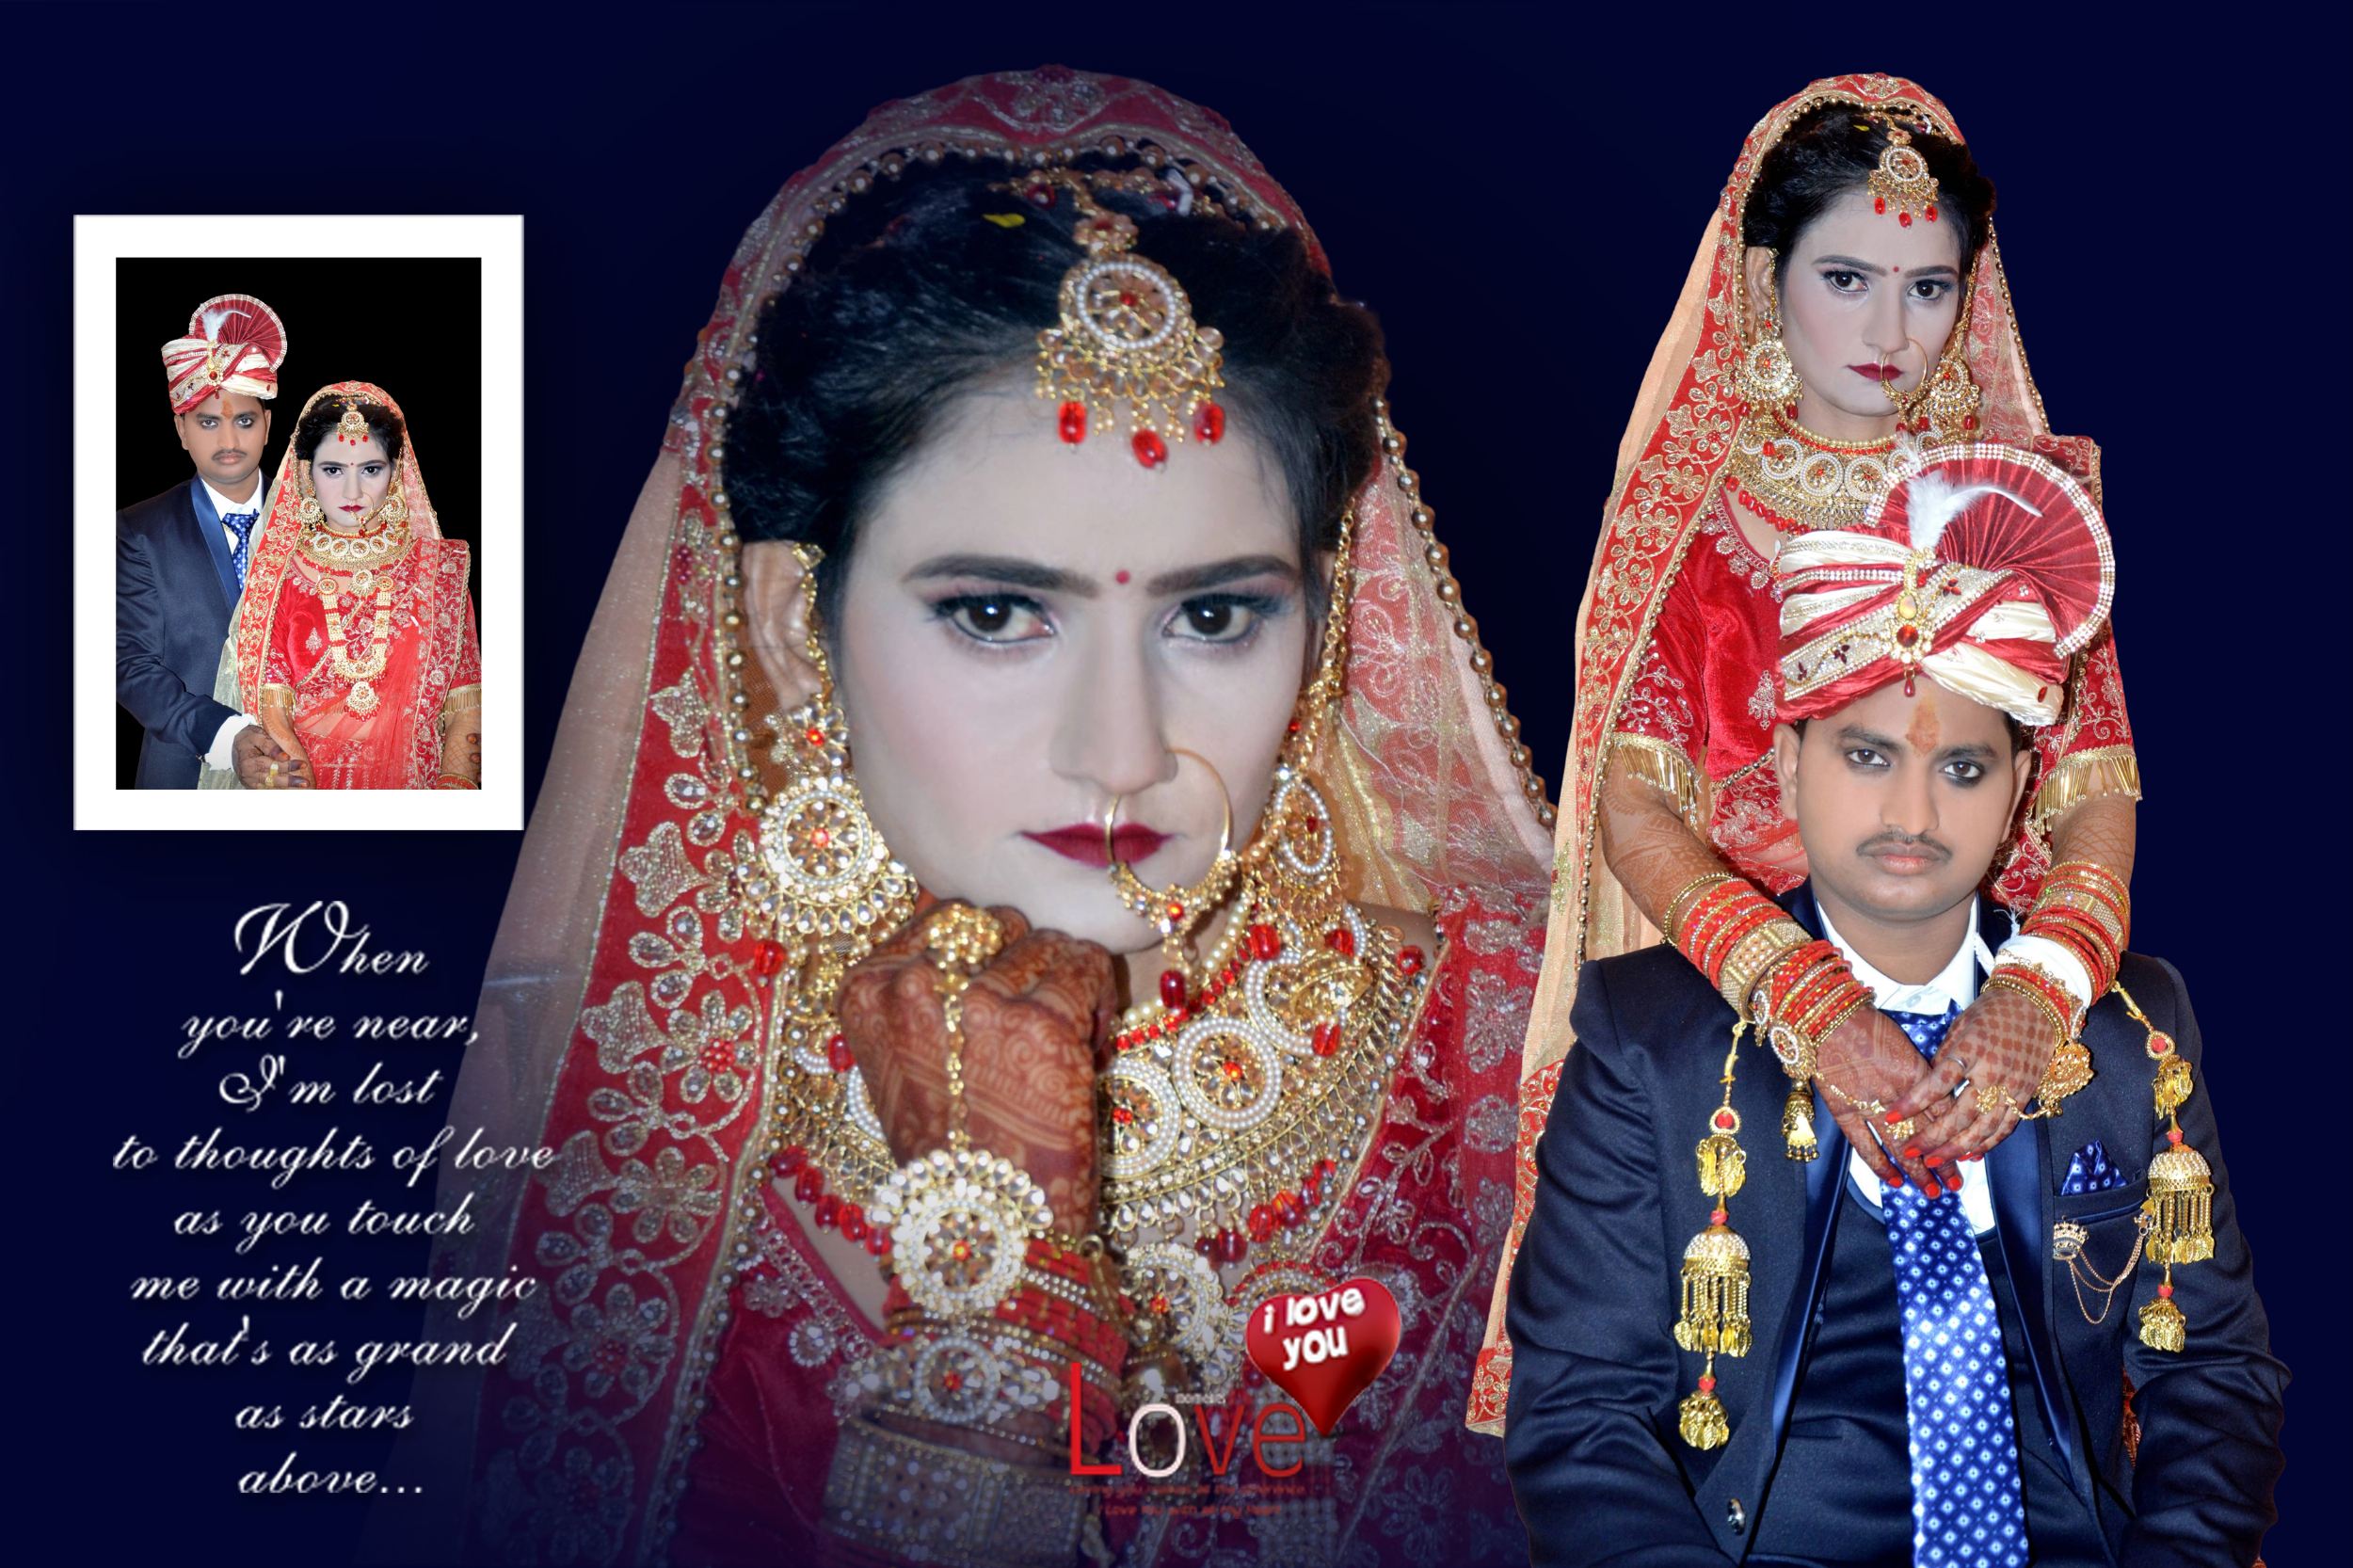 When
you're near,
I'm lost
to thoughts of love
as you touch
me with a magic
that's as grand
as stars
above...
i love
you
Love